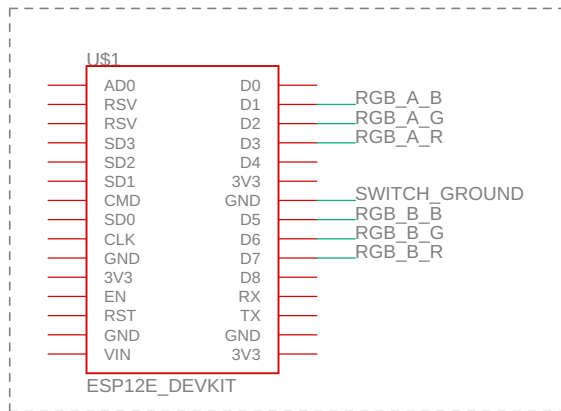 U$1
AD0 D0
RSV D1 RGB_A_B
RSV D2 RGB_A_G
SD3 D3 RGB_A_R
SD2 D4
SD1 3V3
CMD GND SWITCH_GROUND
SD0 D5 RGB_B_B
CLK D6 RGB_B_G
GND D7 RGB_B_R
3V3 D8
EN RX
RST TX
GND GND
VIN 3V3
ESP12E_DEVKIT